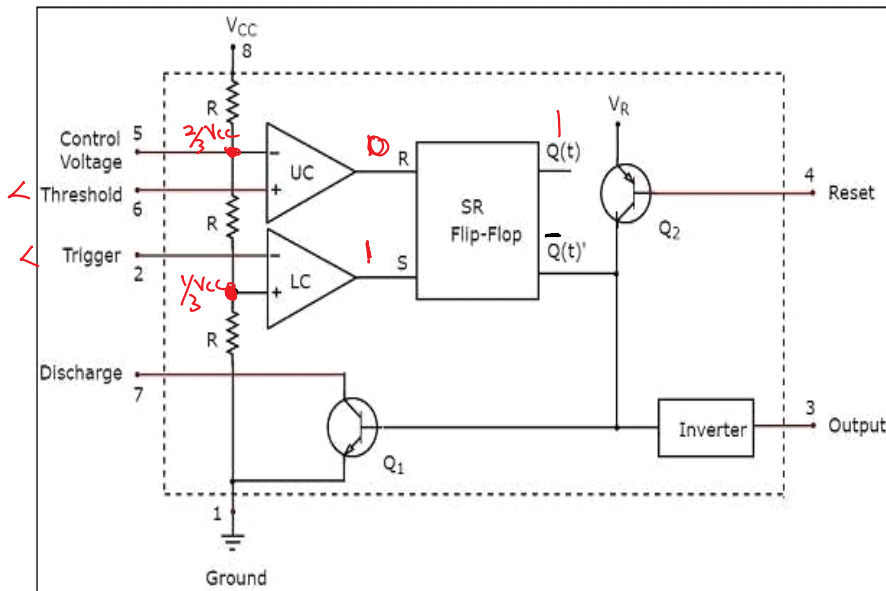 VCC
8
R
5
Control
Voltage
2/3 Vcc
-
UC
0
R
1
Q(t)
VR
4
<
Threshold
6
+
R
SR
Flip-Flop
Q2
Reset
<
Trigger
2
-
LC
1
S
Q̅(t)'
1/3 Vcc
+
R
Discharge
7
Q1
Inverter
3
Output
1
Ground